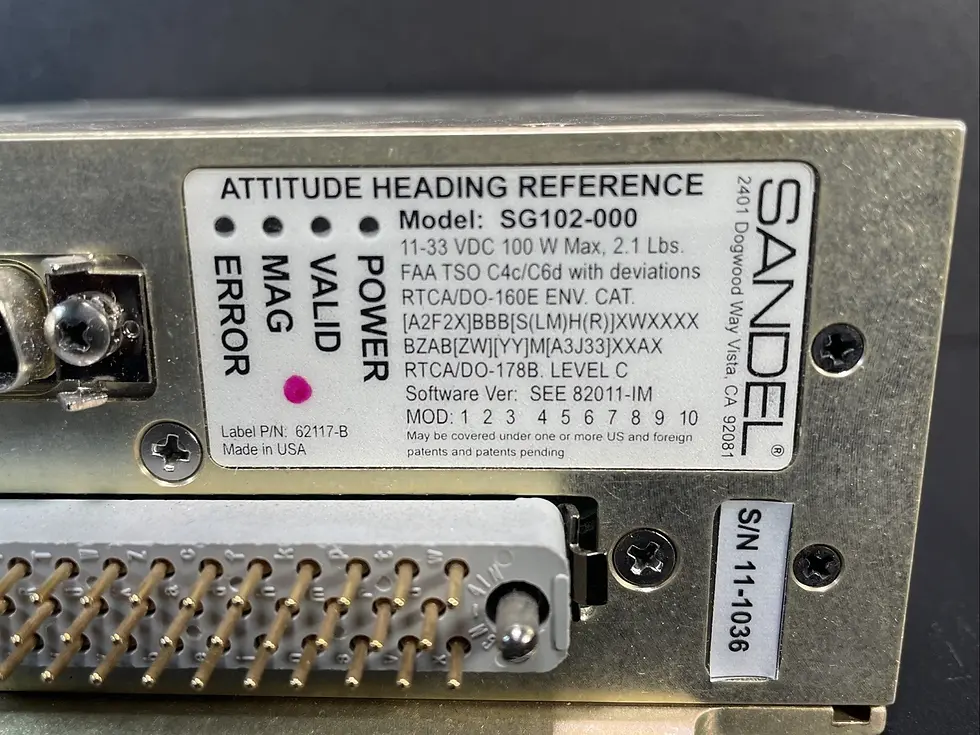 ATTITUDE HEADING REFERENCE
ERROR
MAG
VALID
POWER
Model: SG102-000
11-33 VDC 100 W Max, 2.1 Lbs.
FAA TSO C4c/C6d with deviations
RTCA/DO-160E ENV. CAT.
[A2F2X]BBB[S(LM)H(R)]XWXXXX
BZAB[ZW][YY]M[A3J33]XXAX
RTCA/DO-178B. LEVEL C
Software Ver: SEE 82011-IM
MOD: 1 2 3 4 5 6 7 8 9 10
May be covered under one or more US and foreign
patents and patents pending
Label P/N: 62117-B
Made in USA
SANDEL®
2401 Dogwood Way Vista, CA 92081
S/N 11-1036